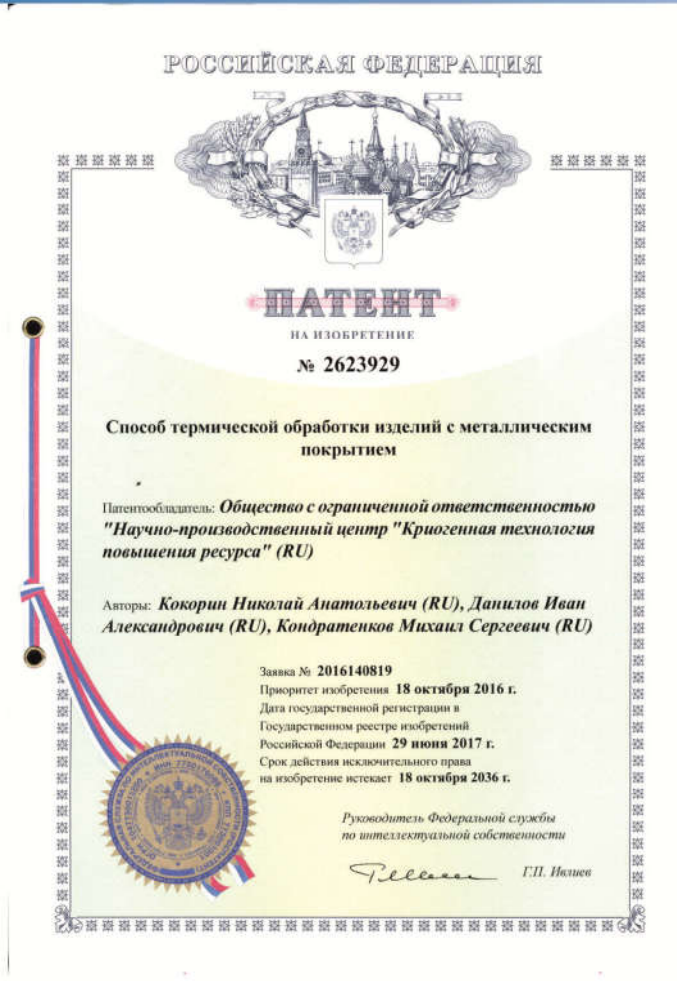 РОССИЙСКАЯ ФЕДЕРАЦИЯ
ПАТЕНТ
НА ИЗОБРЕТЕНИЕ
№ 2623929
Способ термической обработки изделий с металлическим
покрытием
Патентообладатель: Общество с ограниченной ответственностью
"Научно-производственный центр "Криогенная технология
повышения ресурса" (RU)
Авторы: Кокорин Николай Анатольевич (RU), Данилов Иван
Александрович (RU), Кондратенков Михаил Сергеевич (RU)
Заявка № 2016140819
Приоритет изобретения 18 октября 2016 г.
Дата государственной регистрации в
Государственном реестре изобретений
Российской Федерации 29 июня 2017 г.
Срок действия исключительного права
на изобретение истекает 18 октября 2036 г.
Руководитель Федеральной службы
по интеллектуальной собственности
Г.П. Ивлиев